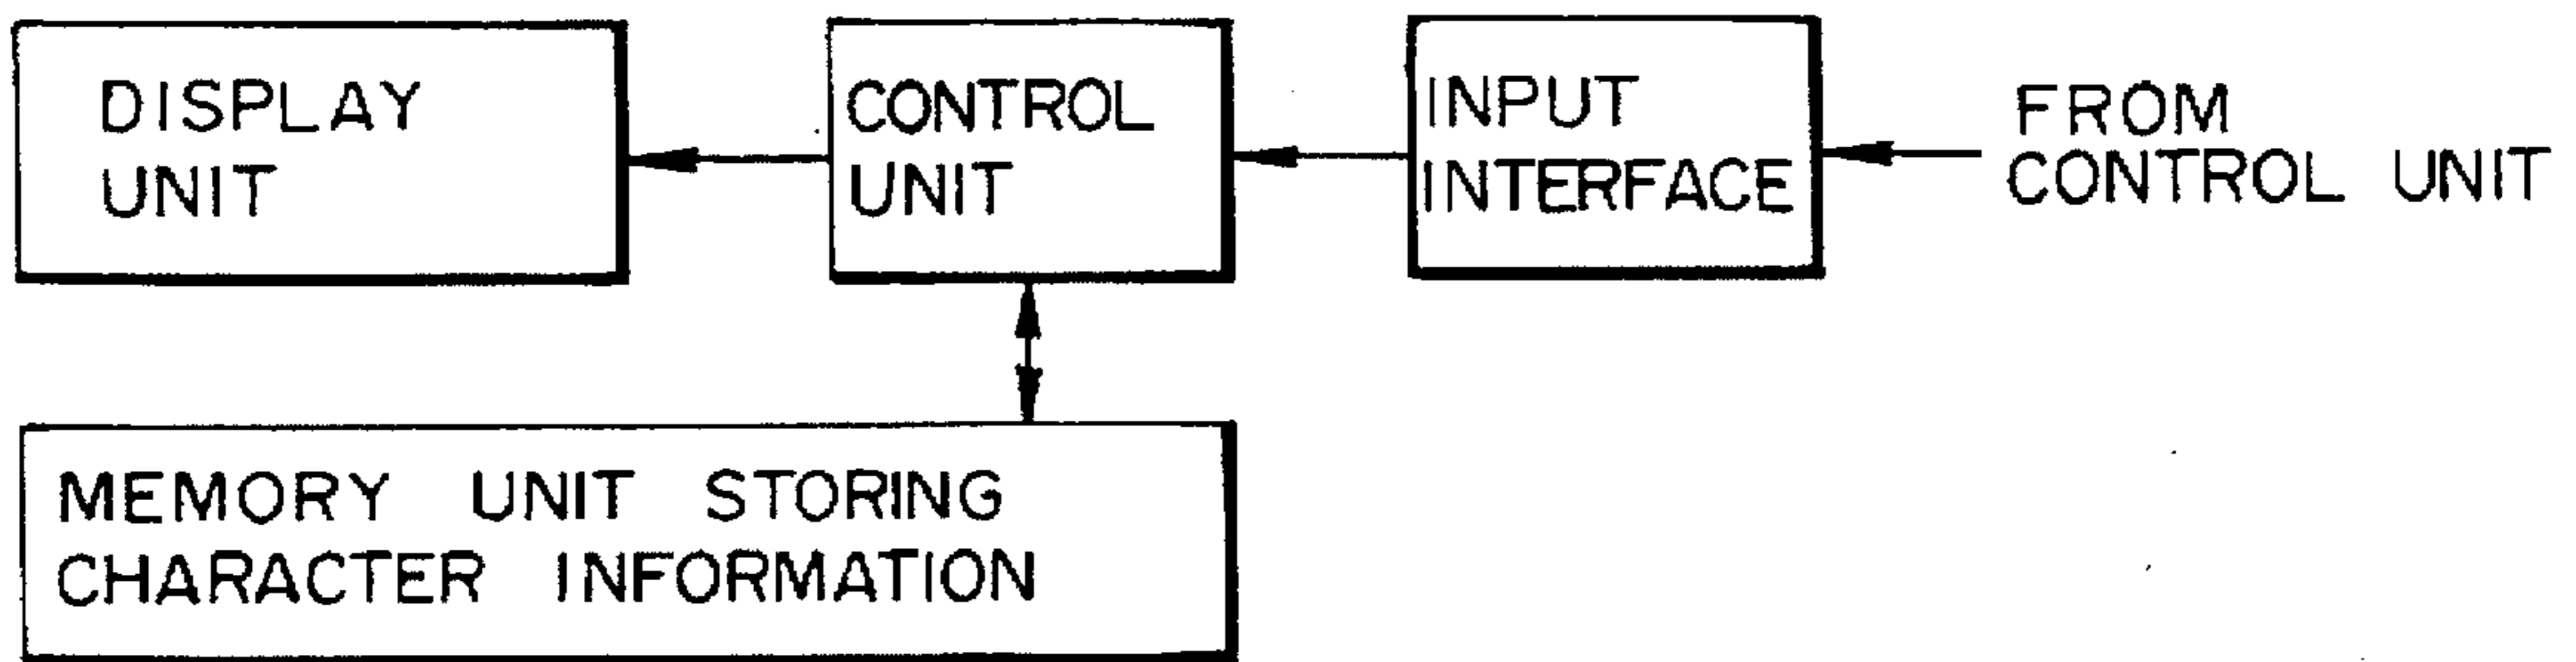 DISPLAY
UNIT
CONTROL
UNIT
INPUT
INTERFACE
FROM
CONTROL UNIT
MEMORY UNIT STORING
CHARACTER INFORMATION